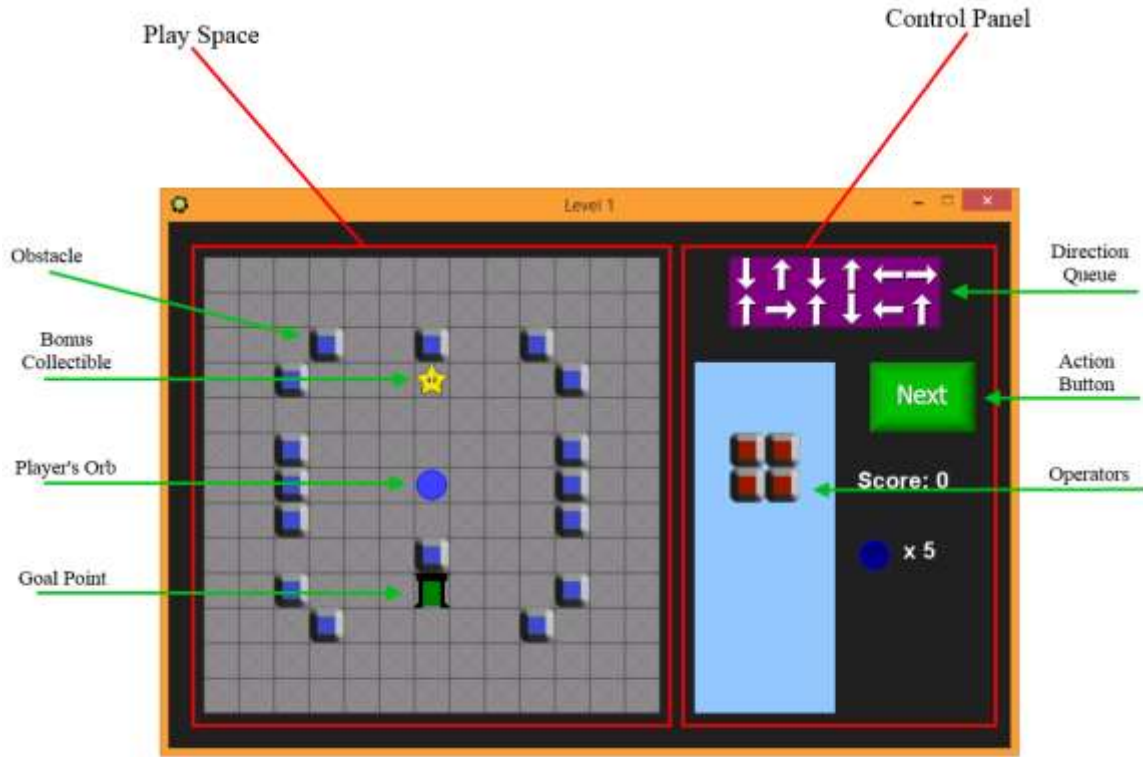 Play Space
Control Panel
Level 1
Obstacle
Direction
Queue
Bonus
Collectible
Action
Button
Next
Player's Orb
Score: 0
Operators
x 5
Goal Point